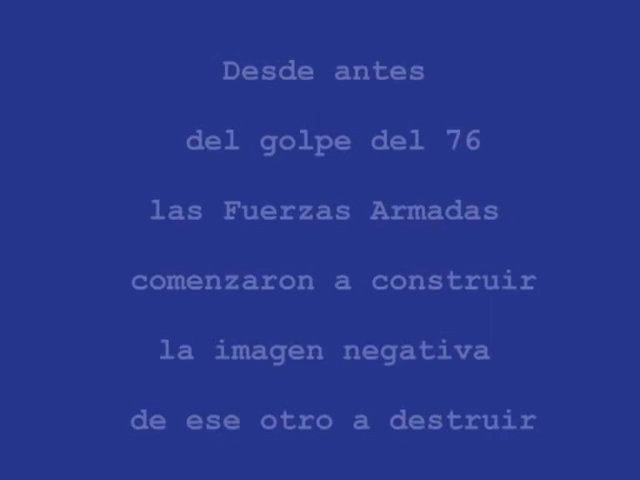 Desde antes
del golpe del 76
las Fuerzas Armadas
comenzaron a construir
la imagen negativa
de ese otro a destruir